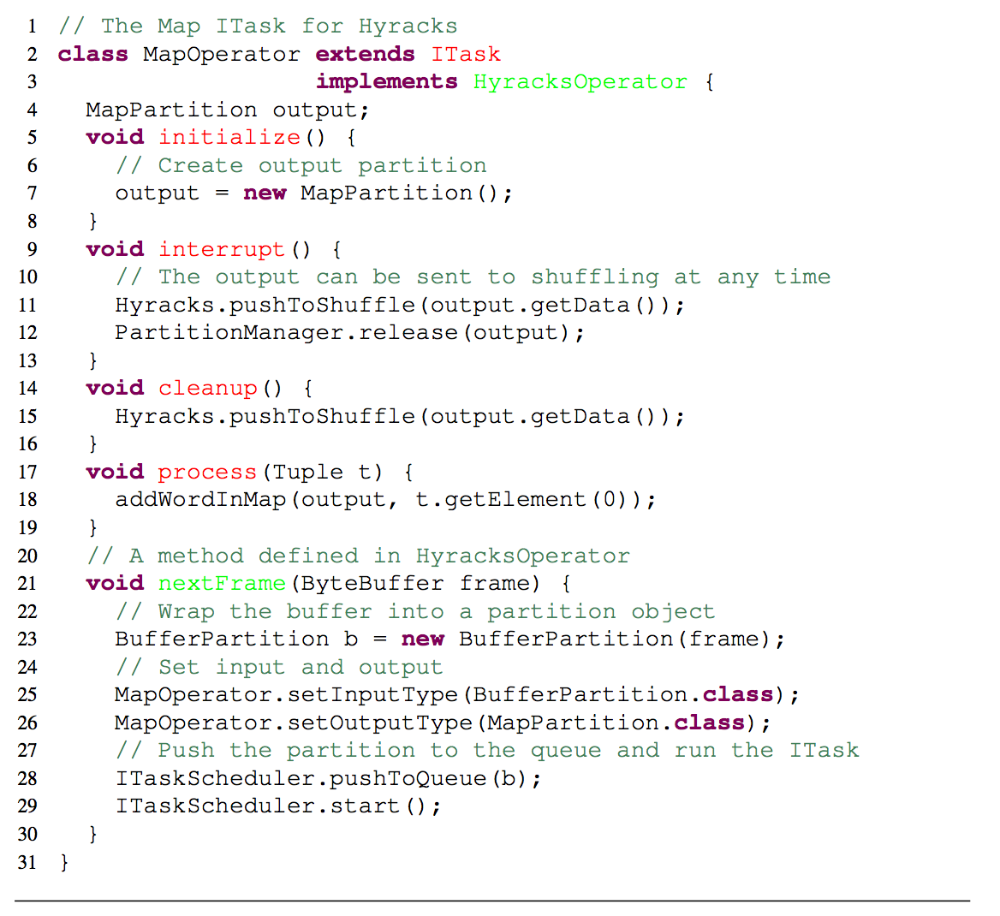 1 // The Map ITask for Hyracks
2 class MapOperator extends ITask
3 implements HyracksOperator {
4 MapPartition output;
5 void initialize() {
6 // Create output partition
7 output = new MapPartition();
8 }
9 void interrupt() {
10 // The output can be sent to shuffling at any time
11 Hyracks.pushToShuffle(output.getData());
12 PartitionManager.release(output);
13 }
14 void cleanup() {
15 Hyracks.pushToShuffle(output.getData());
16 }
17 void process(Tuple t) {
18 addWordInMap(output, t.getElement(0));
19 }
20 // A method defined in HyracksOperator
21 void nextFrame(ByteBuffer frame) {
22 // Wrap the buffer into a partition object
23 BufferPartition b = new BufferPartition(frame);
24 // Set input and output
25 MapOperator.setInputType(BufferPartition.class);
26 MapOperator.setOutputType(MapPartition.class);
27 // Push the partition to the queue and run the ITask
28 ITaskScheduler.pushToQueue(b);
29 ITaskScheduler.start();
30 }
31 }